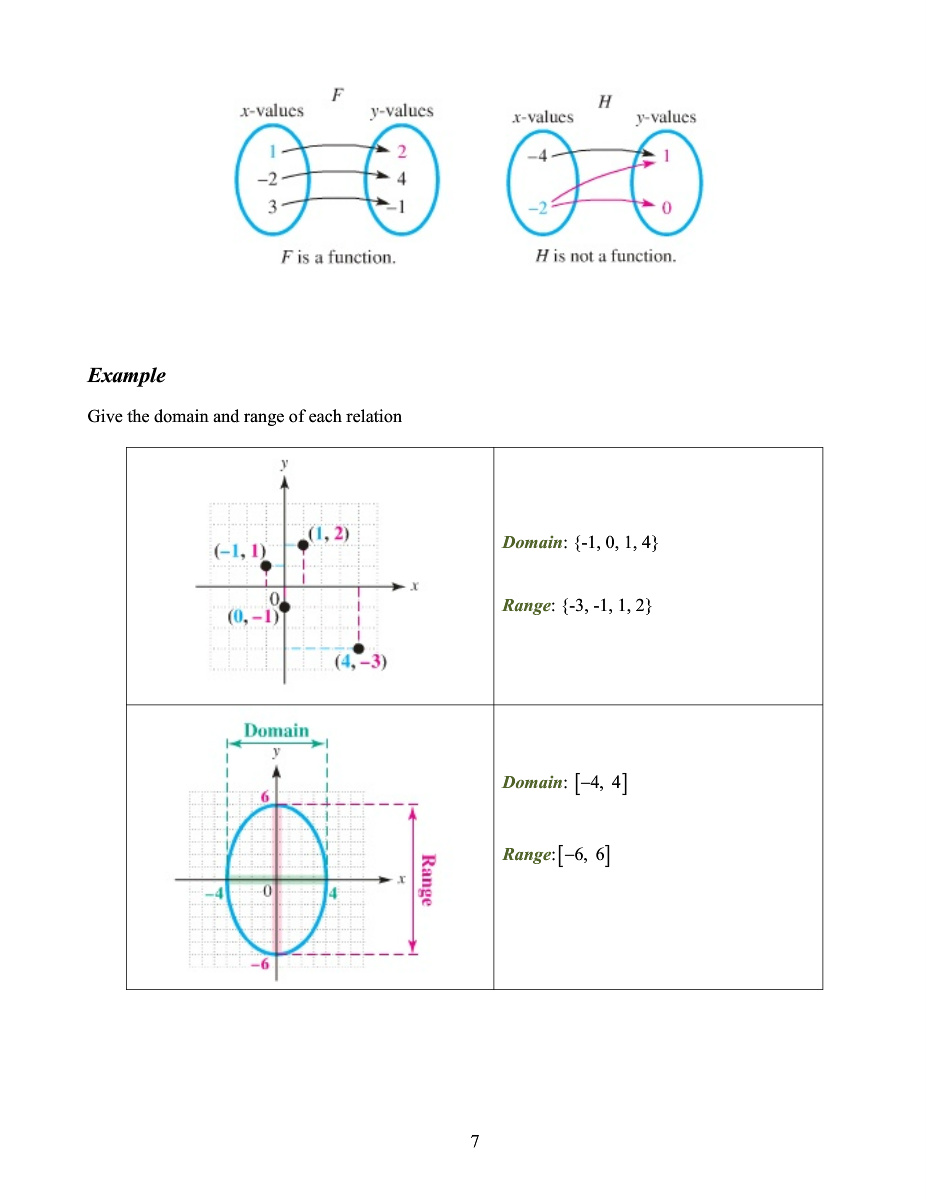 F
x-values y-values
1 2
−2 4
3 −1
F is a function.
H
x-values y-values
−4 1
−2 0
H is not a function.
Example
Give the domain and range of each relation
y
(1, 2)
(−1, 1)
x
0
(0, −1)
(4, −3)
Domain: {-1, 0, 1, 4}
Range: {-3, -1, 1, 2}
Domain
y
6
x
−4 0 4
−6
Range
Domain: [−4, 4]
Range:[−6, 6]
7